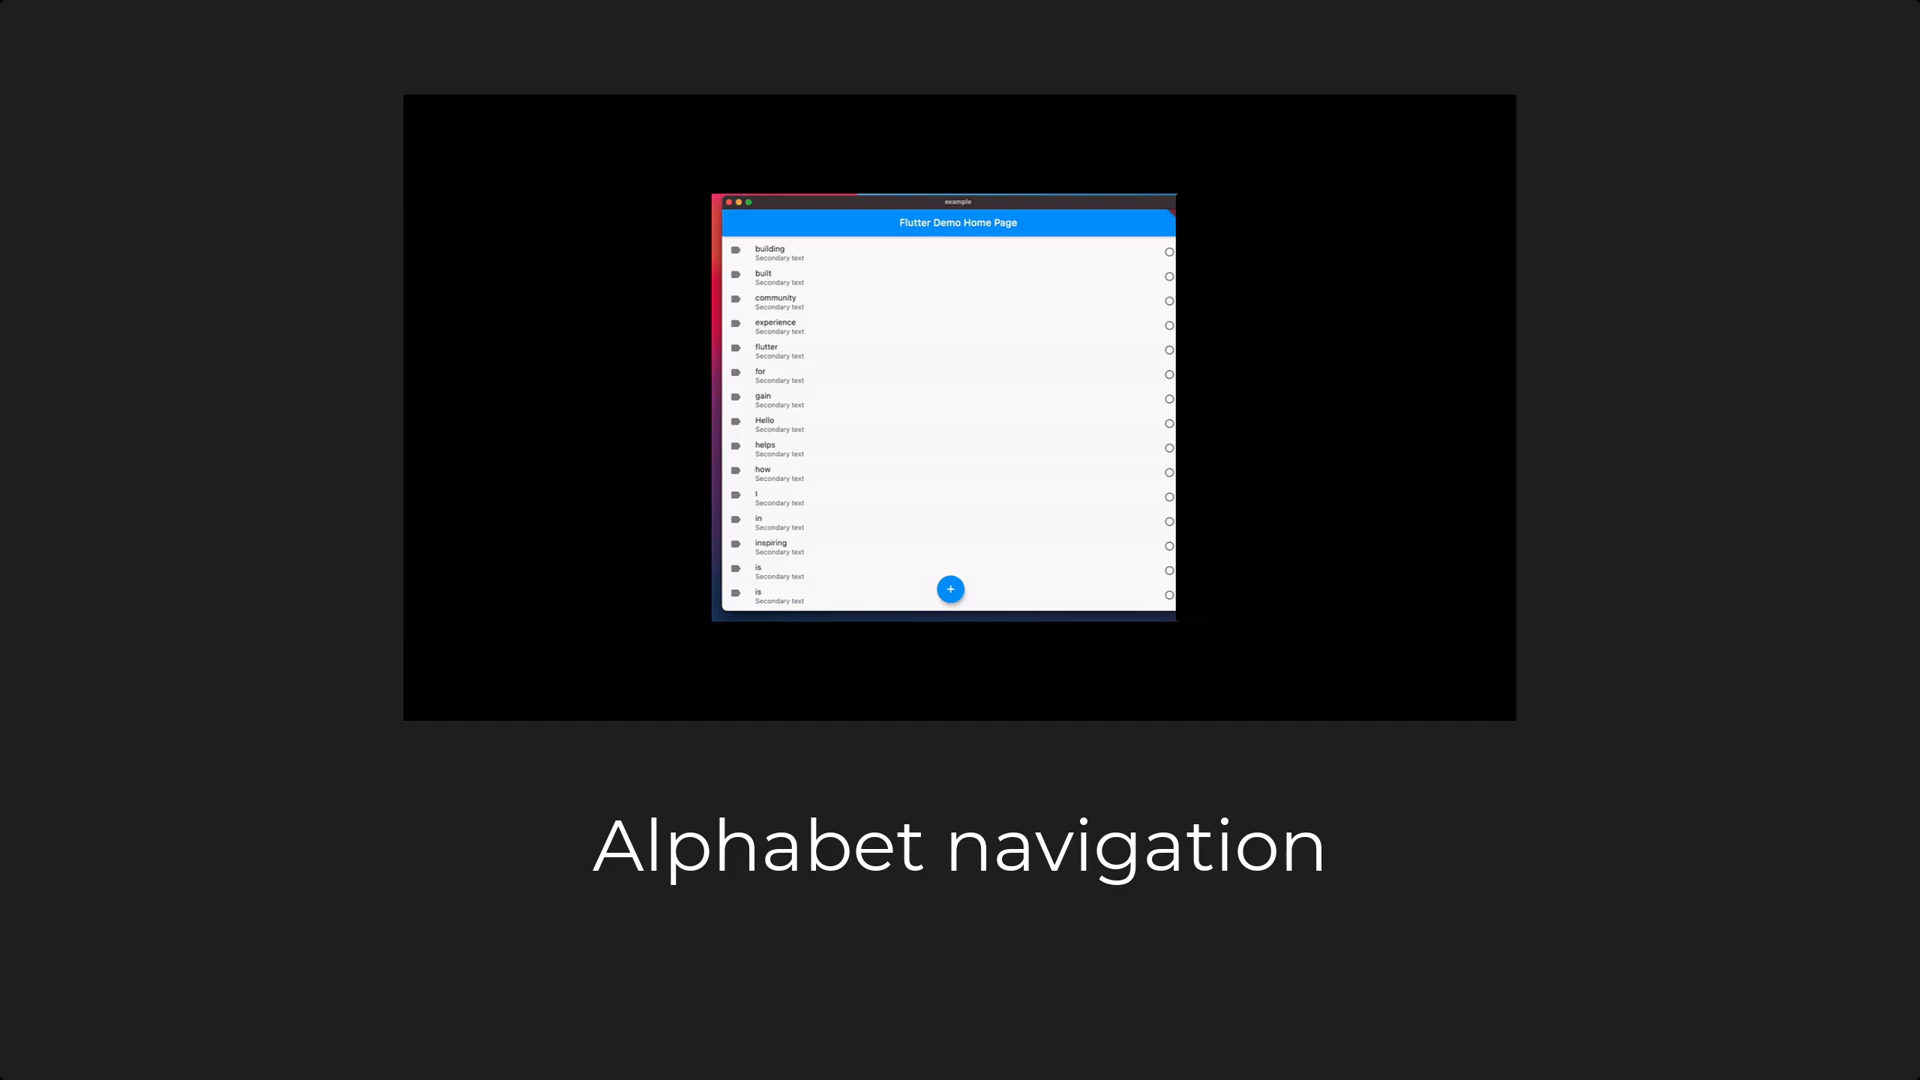 example
Flutter Demo Home Page
building
Secondary text
built
Secondary text
community
Secondary text
experience
Secondary text
flutter
Secondary text
for
Secondary text
gain
Secondary text
Hello
Secondary text
helps
Secondary text
how
Secondary text
I
Secondary text
in
Secondary text
inspiring
Secondary text
is
Secondary text
is
Secondary text
+
Alphabet navigation